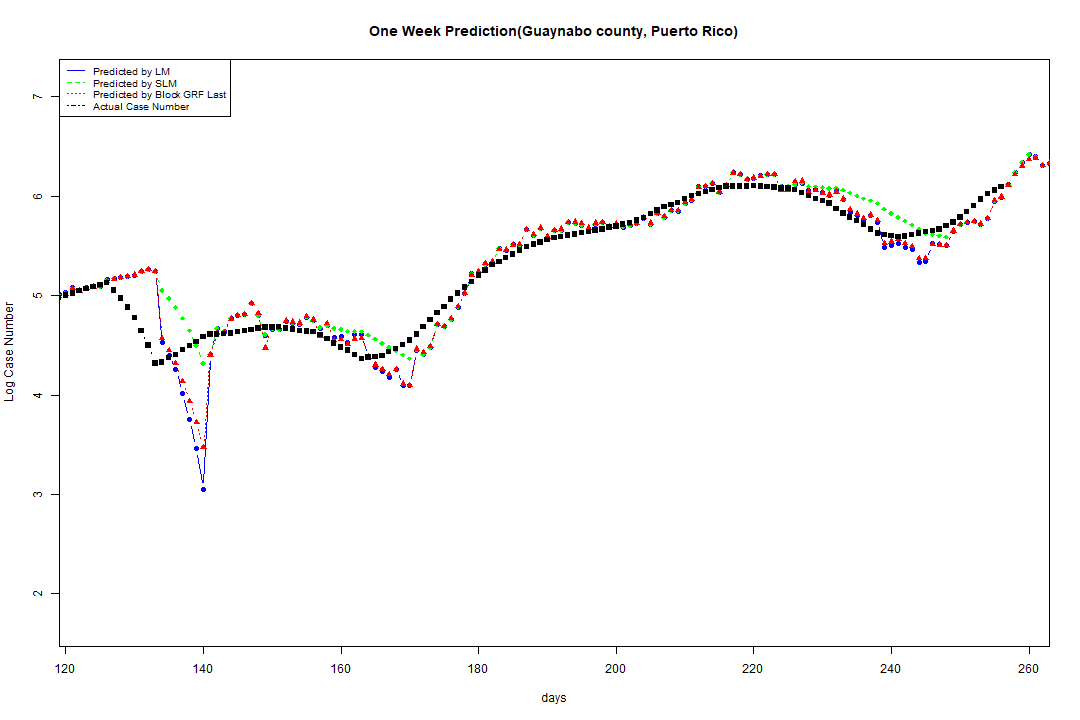 One Week Prediction(Guaynabo county, Puerto Rico)
Predicted by LM
Predicted by SLM
Predicted by Block GRF Last
Actual Case Number
7
6
5
4
3
2
Log Case Number
120 140 160 180 200 220 240 260
days